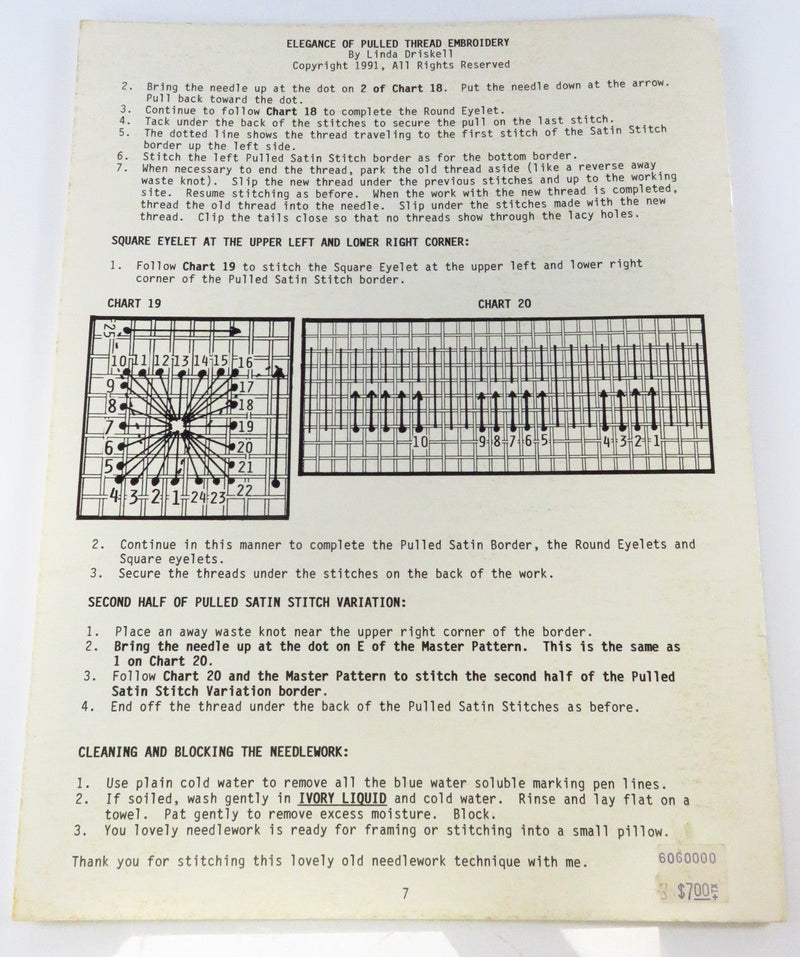 ELEGANCE OF PULLED THREAD EMBROIDERY
By Linda Driskell
Copyright 1991, All Rights Reserved
2. Bring the needle up at the dot on 2 of Chart 18. Put the needle down at the arrow.
Pull back toward the dot.
3. Continue to follow Chart 18 to complete the Round Eyelet.
4. Tack under the back of the stitches to secure the pull on the last stitch.
5. The dotted line shows the thread traveling to the first stitch of the Satin Stitch
border up the left side.
6. Stitch the left Pulled Satin Stitch border as for the bottom border.
7. When necessary to end the thread, park the old thread aside (like a reverse away
waste knot). Slip the new thread under the previous stitches and up to the working
site. Resume stitching as before. When the work with the new thread is completed,
thread the old thread into the needle. Slip under the stitches made with the new
thread. Clip the tails close so that no threads show through the lacy holes.
SQUARE EYELET AT THE UPPER LEFT AND LOWER RIGHT CORNER:
1. Follow Chart 19 to stitch the Square Eyelet at the upper left and lower right
corner of the Pulled Satin Stitch border.
CHART 19
25
10 11 12 13 14 15 16
9 17
8 18
7 19
6 20
5 21
4 3 2 1 24 23 22
CHART 20
10 9 8 7 6 5 4 3 2 1
2. Continue in this manner to complete the Pulled Satin Border, the Round Eyelets and
Square eyelets.
3. Secure the threads under the stitches on the back of the work.
SECOND HALF OF PULLED SATIN STITCH VARIATION:
1. Place an away waste knot near the upper right corner of the border.
2. Bring the needle up at the dot on E of the Master Pattern. This is the same as
1 on Chart 20.
3. Follow Chart 20 and the Master Pattern to stitch the second half of the Pulled
Satin Stitch Variation border.
4. End off the thread under the back of the Pulled Satin Stitches as before.
CLEANING AND BLOCKING THE NEEDLEWORK:
1. Use plain cold water to remove all the blue water soluble marking pen lines.
2. If soiled, wash gently in IVORY LIQUID and cold water. Rinse and lay flat on a
towel. Pat gently to remove excess moisture. Block.
3. You lovely needlework is ready for framing or stitching into a small pillow.
Thank you for stitching this lovely old needlework technique with me.
6060000
$7.00
7